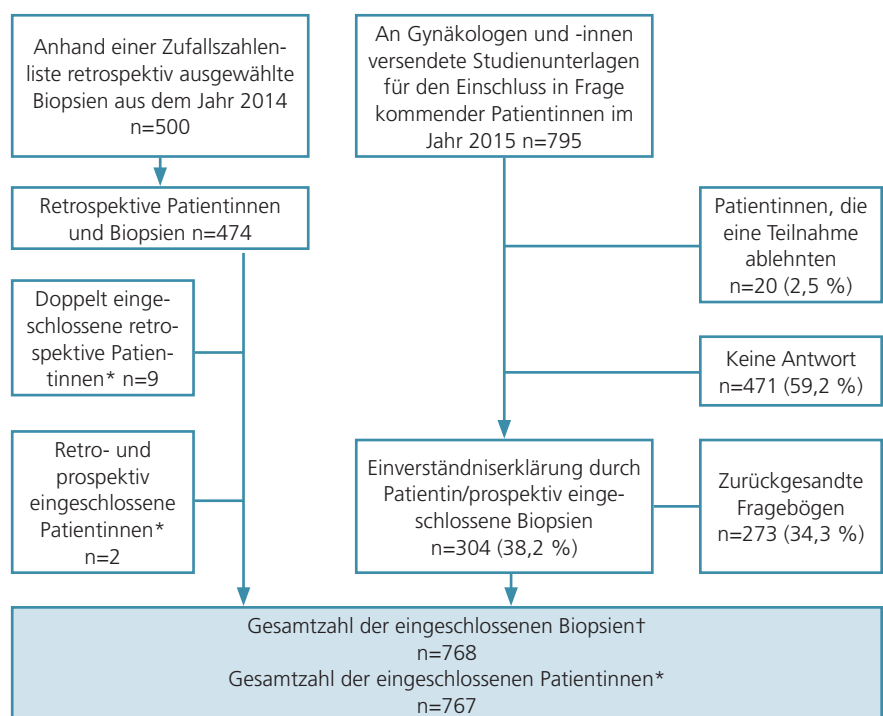 Anhand einer Zufallszahlen-
liste retrospektiv ausgewählte
Biopsien aus dem Jahr 2014
n=500
An Gynäkologen und -innen
versendete Studienunterlagen
für den Einschluss in Frage
kommender Patientinnen im
Jahr 2015 n=795
Retrospektive Patientinnen
und Biopsien n=474
Patientinnen, die
eine Teilnahme
ablehnten
n=20 (2,5 %)
Doppelt einge-
schlossene retro-
spektive Patien-
tinnen* n=9
Keine Antwort
n=471 (59,2 %)
Retro- und
prospektiv
eingeschlossene
Patientinnen*
n=2
Einverständniserklärung durch
Patientin/prospektiv einge-
schlossene Biopsien
n=304 (38,2 %)
Zurückgesandte
Fragebögen
n=273 (34,3 %)
Gesamtzahl der eingeschlossenen Biopsien†
n=768
Gesamtzahl der eingeschlossenen Patientinnen*
n=767